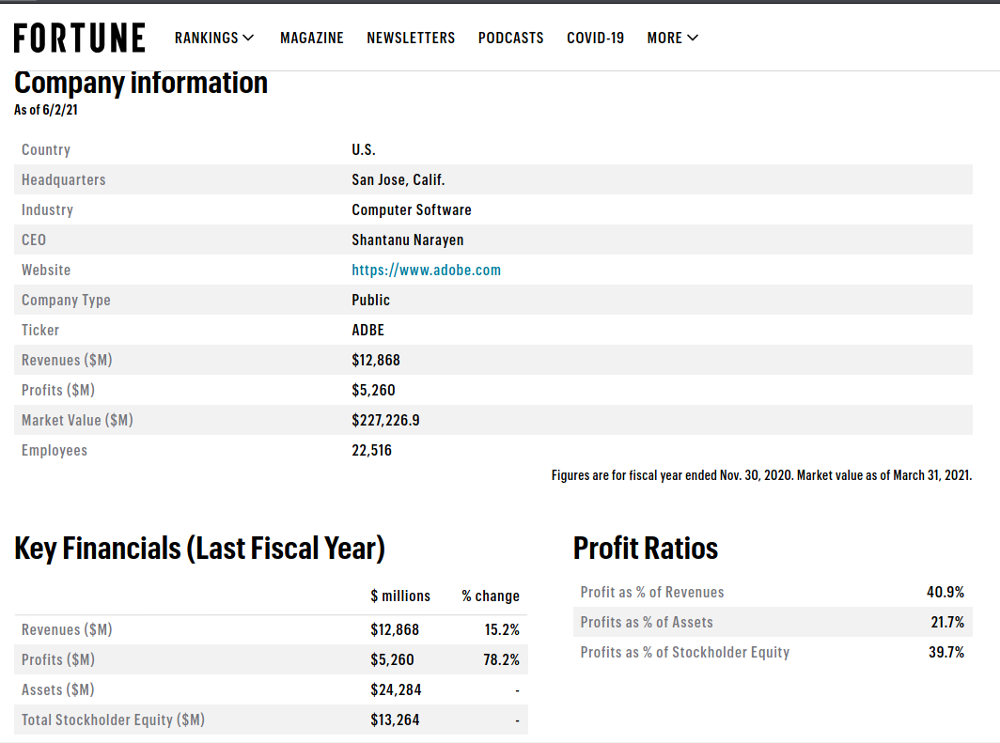 FORTUNE RANKINGS MAGAZINE NEWSLETTERS PODCASTS COVID-19 MORE
Company information
As of 6/2/21
Country U.S.
Headquarters San Jose, Calif.
Industry Computer Software
CEO Shantanu Narayen
Website https://www.adobe.com
Company Type Public
Ticker ADBE
Revenues ($M) $12,868
Profits ($M) $5,260
Market Value ($M) $227,226.9
Employees 22,516
Figures are for fiscal year ended Nov. 30, 2020. Market value as of March 31, 2021.
Key Financials (Last Fiscal Year)
$ millions % change
Revenues ($M) $12,868 15.2%
Profits ($M) $5,260 78.2%
Assets ($M) $24,284 -
Total Stockholder Equity ($M) $13,264 -
Profit Ratios
Profit as % of Revenues 40.9%
Profits as % of Assets 21.7%
Profits as % of Stockholder Equity 39.7%